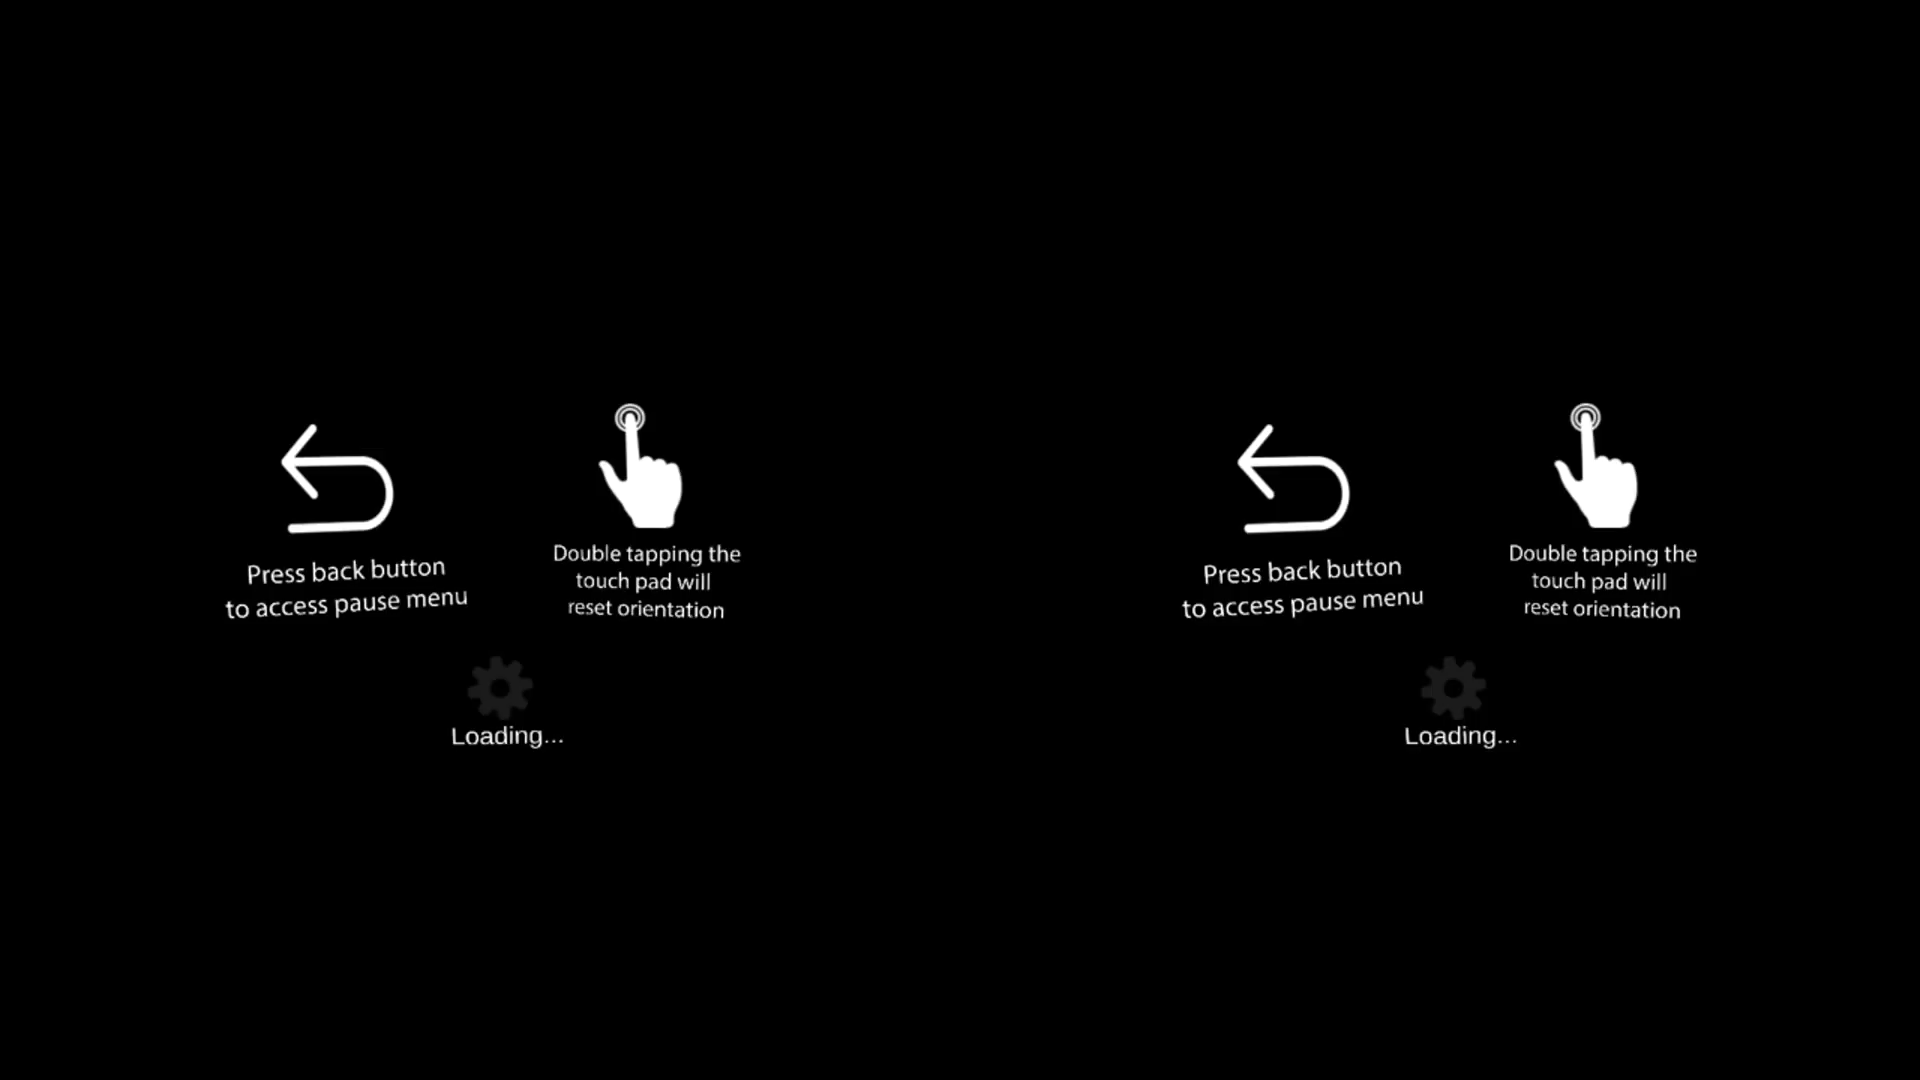 Press back button
to access pause menu
Double tapping the
touch pad will
reset orientation
Loading...
Press back button
to access pause menu
Double tapping the
touch pad will
reset orientation
Loading...